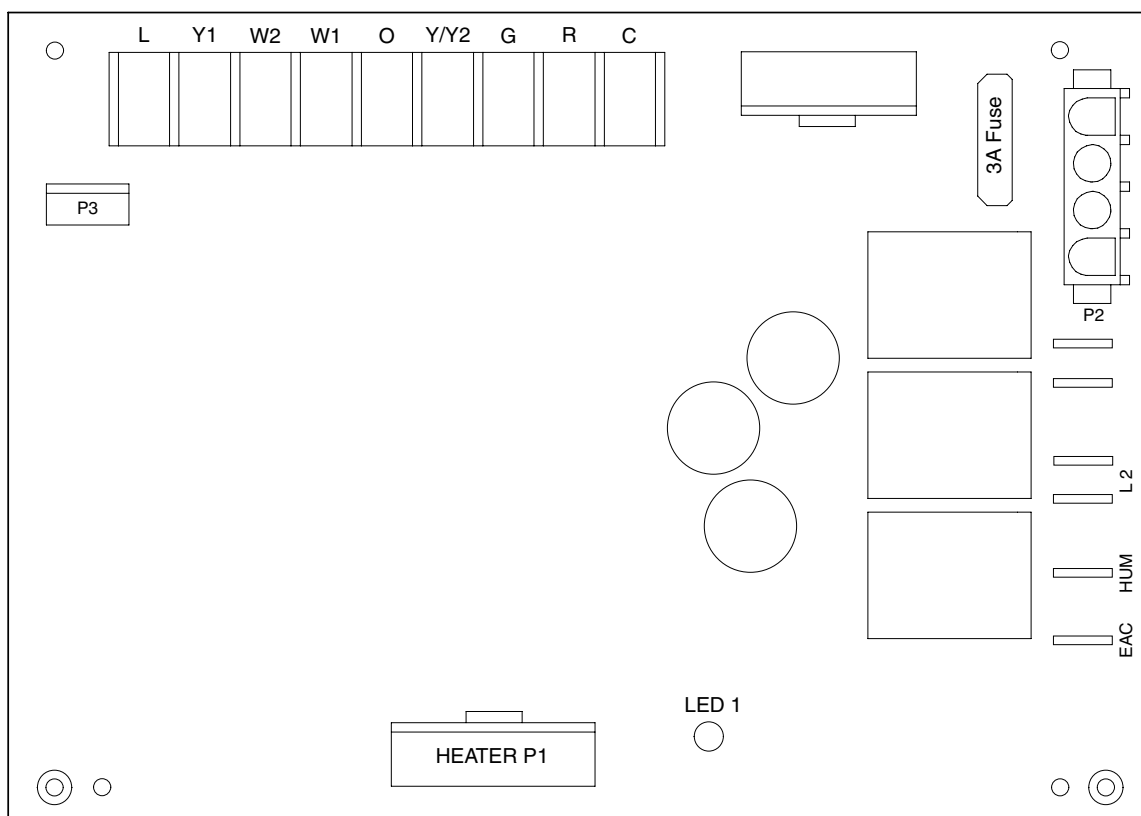 L Y1 W2 W1 O Y/Y2 G R C
3A Fuse
P3
P2
L 2
HUM
EAC
LED 1
HEATER P1